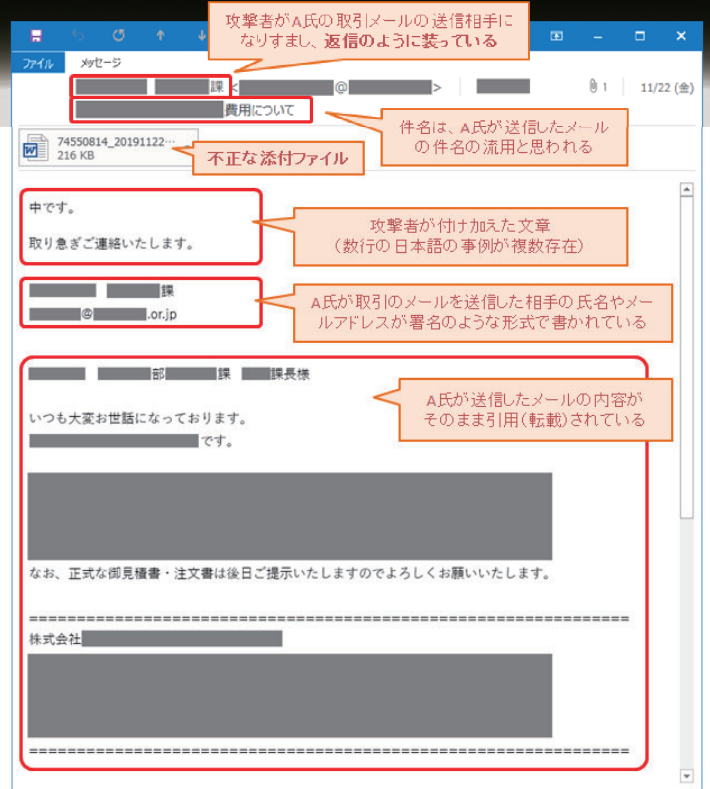 攻撃者がA氏の取引メールの送信相手に
なりすまし、返信のように装っている
ファイル メッセージ
課 <
@
>
1
11/22 (金)
費用について
件名は、A氏が送信したメール
の件名の流用と思われる
74550814_20191122…
216 KB
不正な添付ファイル
中です。
取り急ぎご連絡いたします。
攻撃者が付け加えた文章
（数行の日本語の事例が複数存在）
課
@ .or.jp
A氏が取引のメールを送信した相手の氏名やメー
ルアドレスが署名のような形式で書かれている
部 課 課長様
A氏が送信したメールの内容が
そのまま引用（転載）されている
いつも大変お世話になっております。
です。
なお、正式な御見積書・注文書は後日ご提示いたしますのでよろしくお願いいたします。
==============================================================
株式会社
==============================================================